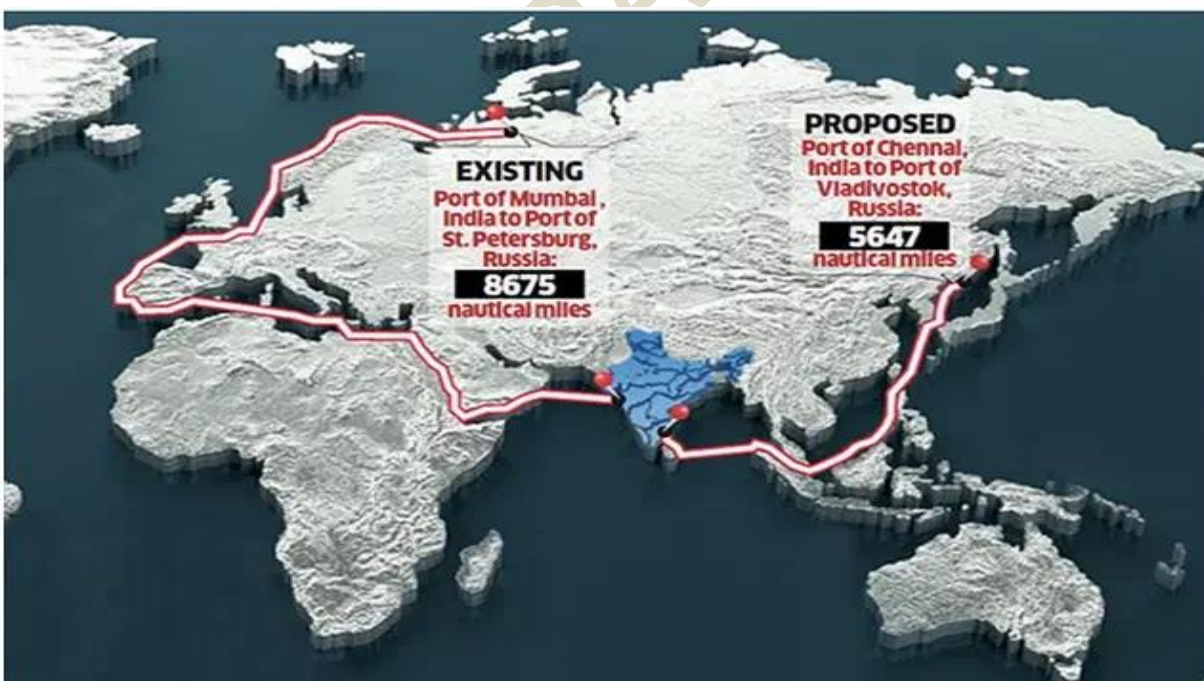 EXISTING
Port of Mumbai,
India to Port of
St. Petersburg,
Russia:
8675
nautical miles
PROPOSED
Port of Chennai,
India to Port of
Vladivostok,
Russia:
5647
nautical miles